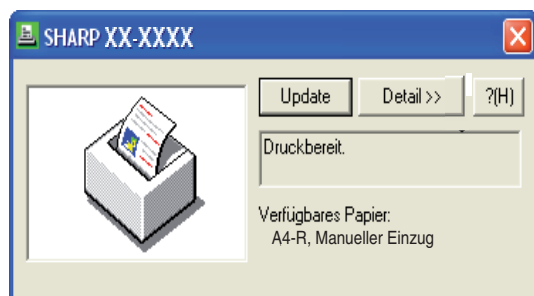 SHARP XX-XXXX
Update Detail >> ?(H)
Druckbereit.
Verfügbares Papier:
A4-R, Manueller Einzug